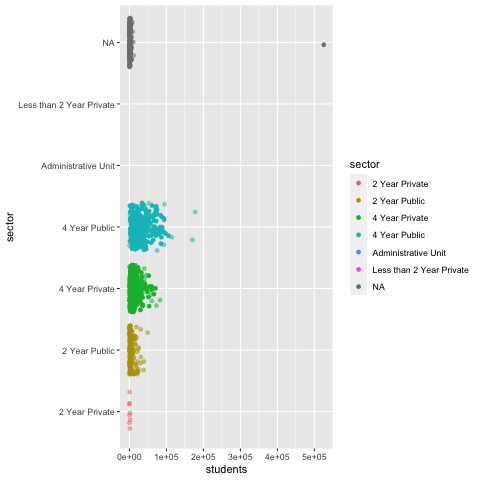 sector
NA
Less than 2 Year Private
Administrative Unit
4 Year Public
4 Year Private
2 Year Public
2 Year Private
0e+00 1e+05 2e+05 3e+05 4e+05 5e+05
students
sector
2 Year Private
2 Year Public
4 Year Private
4 Year Public
Administrative Unit
Less than 2 Year Private
NA